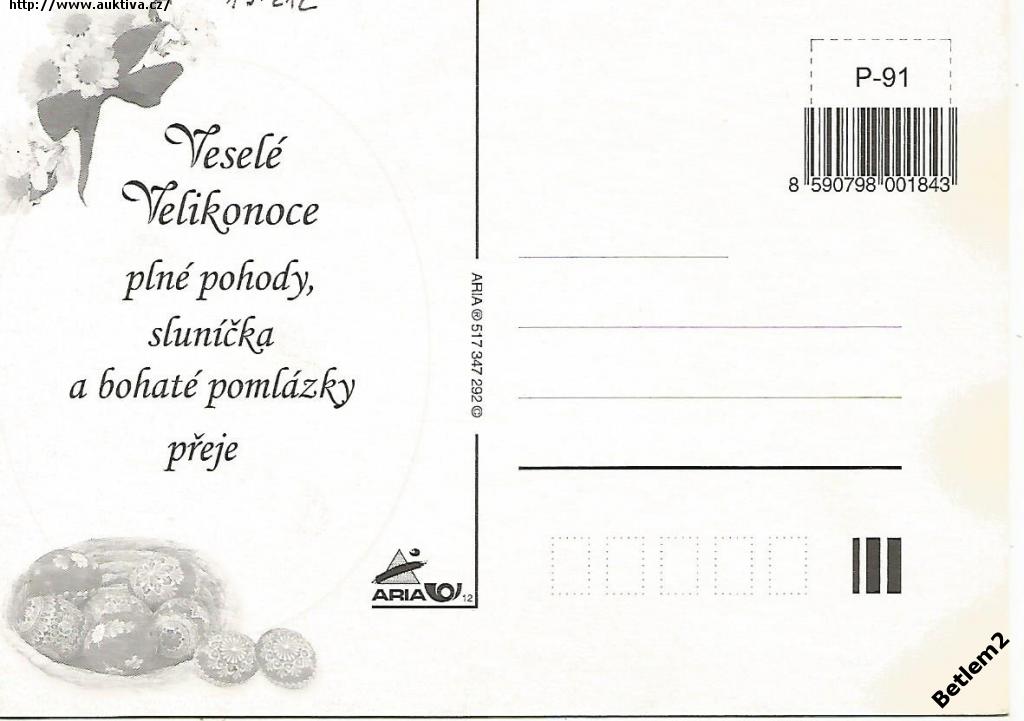 http://www.auktiva.cz/
Veselé
Velikonoce
plné pohody,
sluníčka
a bohaté pomlázky
přeje
ARIA ® 517 347 292 ©
ARIA
12
P-91
8 590798 001843
Betlem2